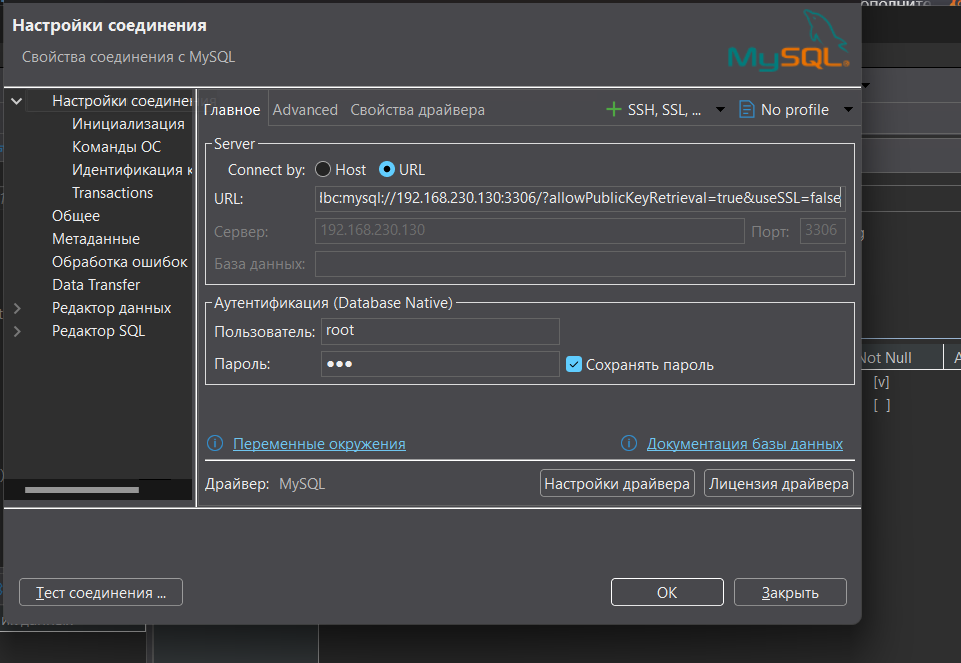 Настройки соединения
Свойства соединения с MySQL
MySQL
Настройки соединен
Инициализация
Команды ОС
Идентификация к
Transactions
Общее
Метаданные
Обработка ошибок
Data Transfer
Редактор данных
Редактор SQL
Главное Advanced Свойства драйвера SSH, SSL, ... No profile
Server
Connect by: Host URL
URL: bc:mysql://192.168.230.130:3306/?allowPublicKeyRetrieval=true&useSSL=false
Сервер: 192.168.230.130 Порт: 3306
База данных:
Аутентификация (Database Native)
Пользователь: root
Пароль: ••• Сохранять пароль
Переменные окружения Документация базы данных
Драйвер: MySQL Настройки драйвера Лицензия драйвера
Тест соединения ... ОК Закрыть
Not Null
[v]
[ ]